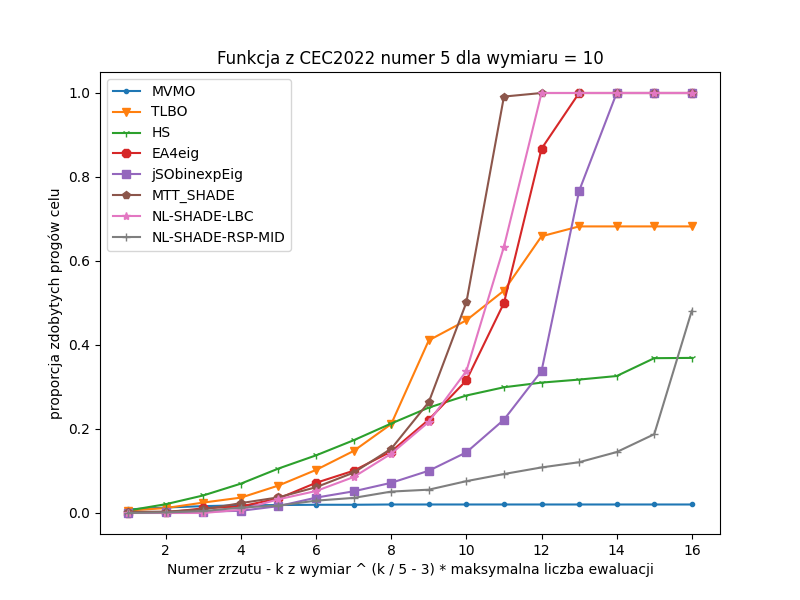 Funkcja z CEC2022 numer 5 dla wymiaru = 10
MVMO
TLBO
HS
EA4eig
jSObinexpEig
MTT_SHADE
NL-SHADE-LBC
NL-SHADE-RSP-MID
proporcja zdobytych progów celu
1.0
0.8
0.6
0.4
0.2
0.0
2 4 6 8 10 12 14 16
Numer zrzutu - k z wymiar ^ (k / 5 - 3) * maksymalna liczba ewaluacji